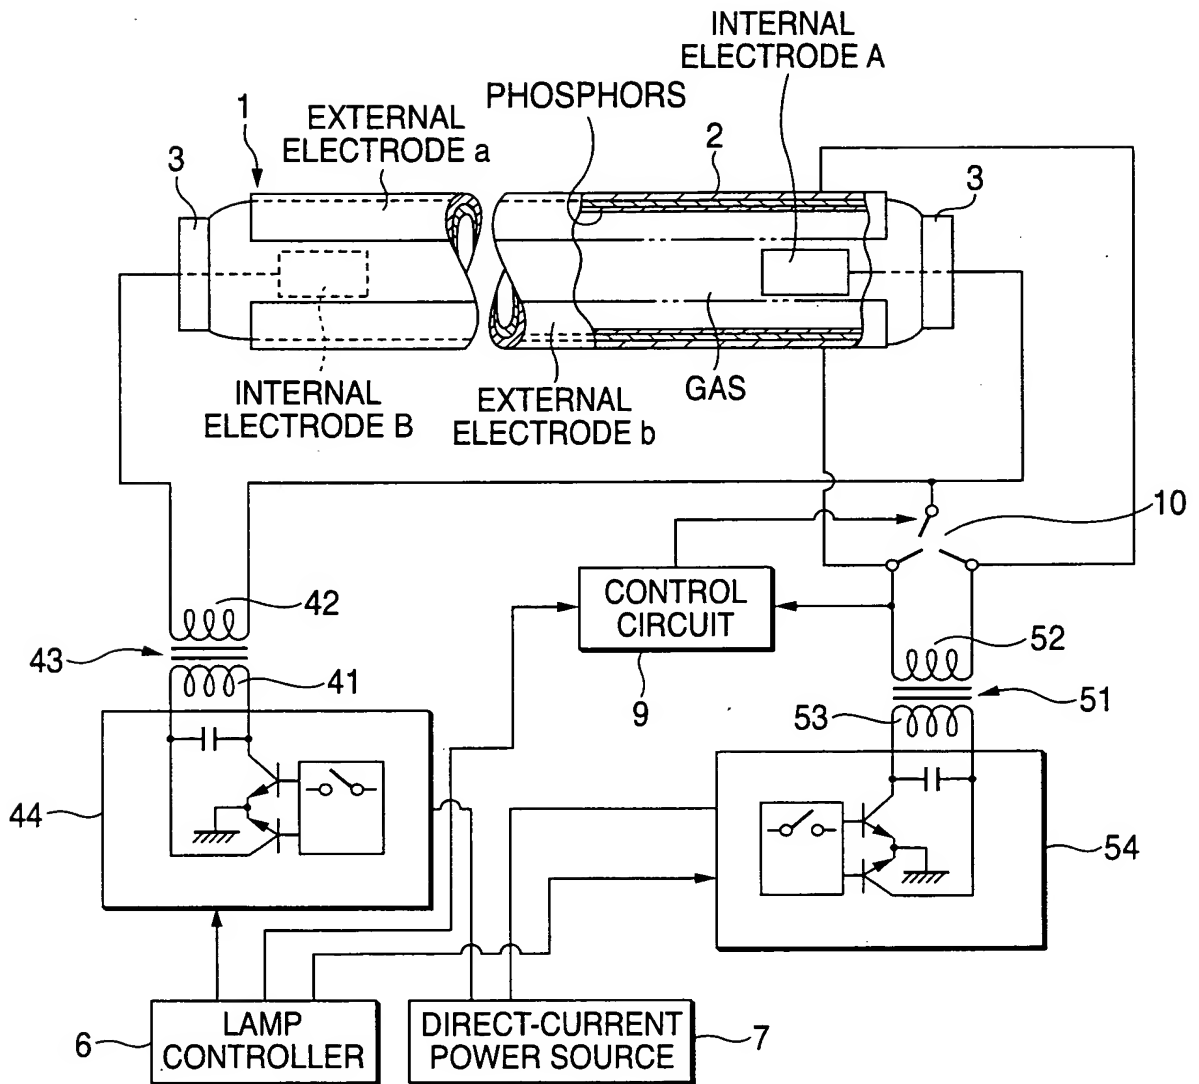 INTERNAL
ELECTRODE A
PHOSPHORS
1
EXTERNAL
ELECTRODE a
2
3
3
INTERNAL
ELECTRODE B
EXTERNAL
ELECTRODE b
GAS
10
42
CONTROL
CIRCUIT
52
43
41
9
53
51
44
54
6
LAMP
CONTROLLER
DIRECT-CURRENT
POWER SOURCE
7